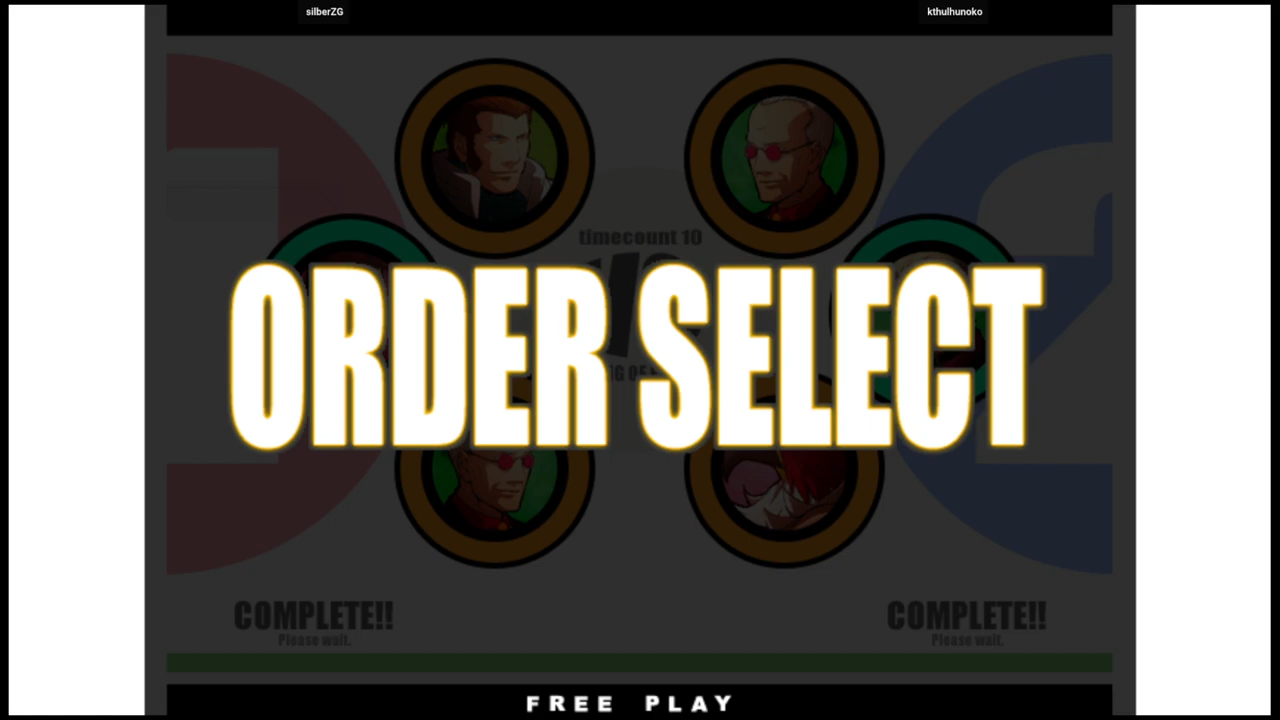 silberZG
kthulhunoko
timecount 10
ORDER SELECT
COMPLETE!!
Please wait.
COMPLETE!!
Please wait.
FREE PLAY